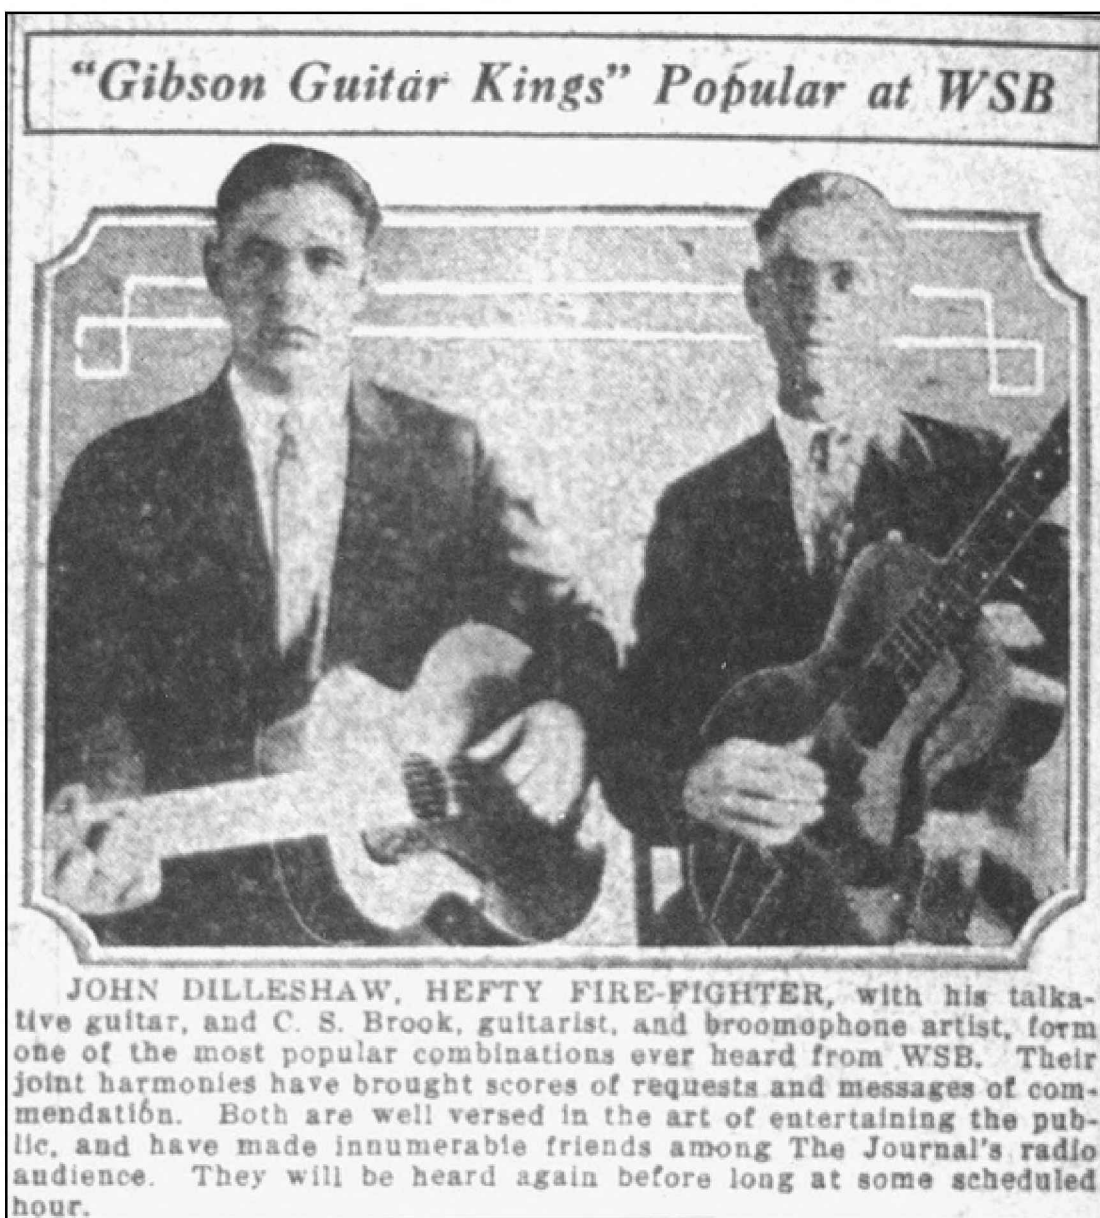 "Gibson Guitar Kings" Popular at WSB
JOHN DILLESHAW, HEFTY FIRE-FIGHTER, with his talka-
tive guitar, and C. S. Brook, guitarist, and broomophone artist, form
one of the most popular combinations ever heard from WSB. Their
joint harmonies have brought scores of requests and messages of com-
mendation. Both are well versed in the art of entertaining the pub-
lic, and have made innumerable friends among The Journal's radio
audience. They will be heard again before long at some scheduled
hour.